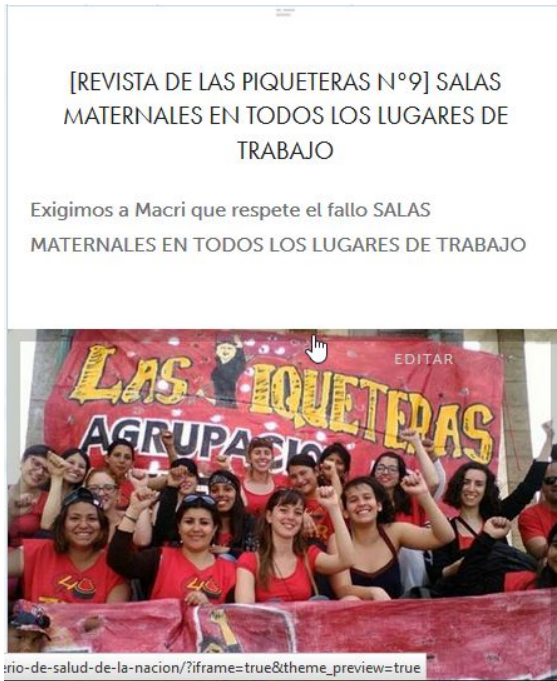 [REVISTA DE LAS PIQUETERAS N°9] SALAS
MATERNALES EN TODOS LOS LUGARES DE
TRABAJO
Exigimos a Macri que respete el fallo SALAS
MATERNALES EN TODOS LOS LUGARES DE TRABAJO
EDITAR
LAS PIQUETERAS
AGRUPACIO
erio-de-salud-de-la-nacion/?iframe=true&theme_preview=true